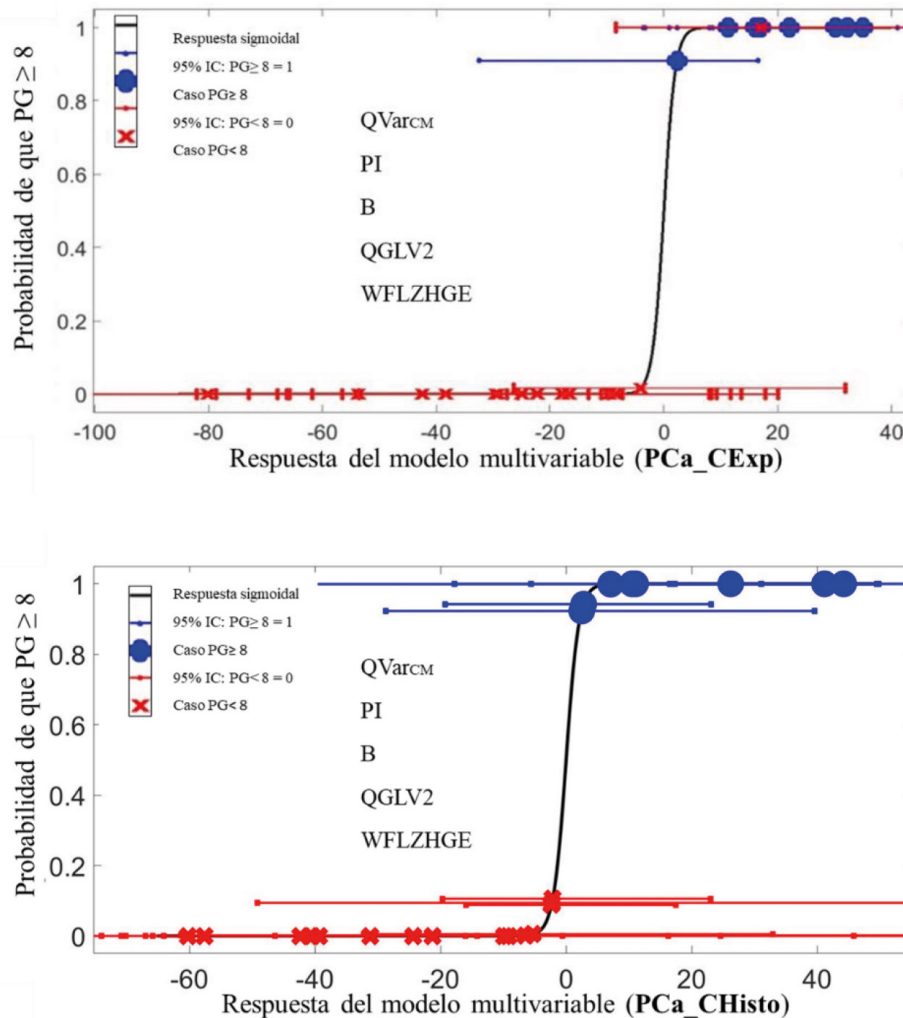 1
0.8
0.6
0.4
0.2
0
Probabilidad de que PG ≥ 8
Respuesta sigmoidal
95% IC: PG≥ 8 = 1
Caso PG≥ 8
95% IC: PG< 8 = 0
Caso PG< 8
QVarCM
PI
B
QGLV2
WFLZHGE
-100 -80 -60 -40 -20 0 20 40
Respuesta del modelo multivariable (PCa_CExp)
1
0.8
0.6
0.4
0.2
0
Probabilidad de que PG ≥ 8
Respuesta sigmoidal
95% IC: PG≥ 8 = 1
Caso PG≥ 8
95% IC: PG< 8 = 0
Caso PG< 8
QVarCM
PI
B
QGLV2
WFLZHGE
-60 -40 -20 0 20 40
Respuesta del modelo multivariable (PCa_CHisto)